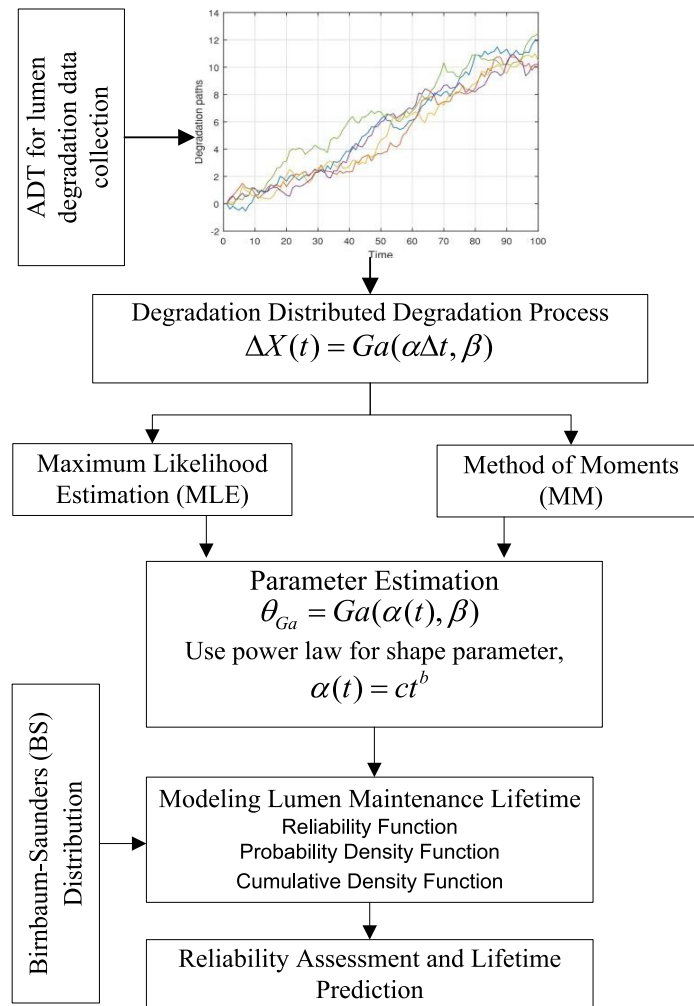 ADT for lumen
degradation data
collection
Degradation paths
14
12
10
8
6
4
2
0
-2
0 10 20 30 40 50 60 70 80 90 100
Time
Degradation Distributed Degradation Process
ΔX(t) = Ga(αΔt, β)
Maximum Likelihood
Estimation (MLE)
Method of Moments
(MM)
Parameter Estimation
θ_{Ga} = Ga(α(t), β)
Use power law for shape parameter,
α(t) = ct^b
Birnbaum-Saunders (BS)
Distribution
Modeling Lumen Maintenance Lifetime
Reliability Function
Probability Density Function
Cumulative Density Function
Reliability Assessment and Lifetime
Prediction